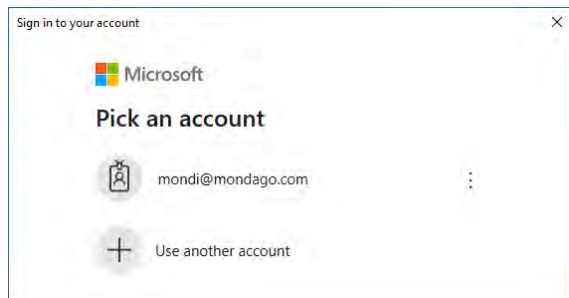 Sign in to your account
Microsoft
Pick an account
mondi@mondago.com
Use another account